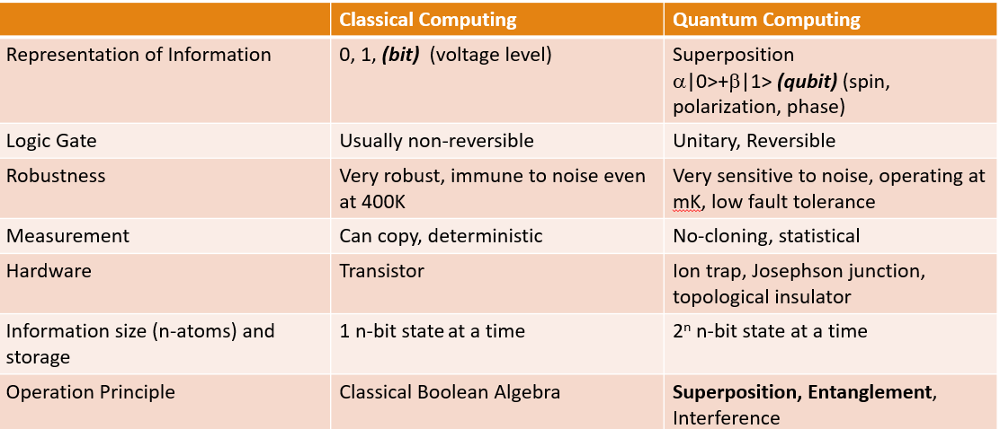 Classical Computing
Quantum Computing
Representation of Information
0, 1, (bit) (voltage level)
Superposition
α|0>+β|1> (qubit) (spin,
polarization, phase)
Logic Gate
Usually non-reversible
Unitary, Reversible
Robustness
Very robust, immune to noise even
at 400K
Very sensitive to noise, operating at
mK, low fault tolerance
Measurement
Can copy, deterministic
No-cloning, statistical
Hardware
Transistor
Ion trap, Josephson junction,
topological insulator
Information size (n-atoms) and
storage
1 n-bit state at a time
2ⁿ n-bit state at a time
Operation Principle
Classical Boolean Algebra
Superposition, Entanglement,
Interference